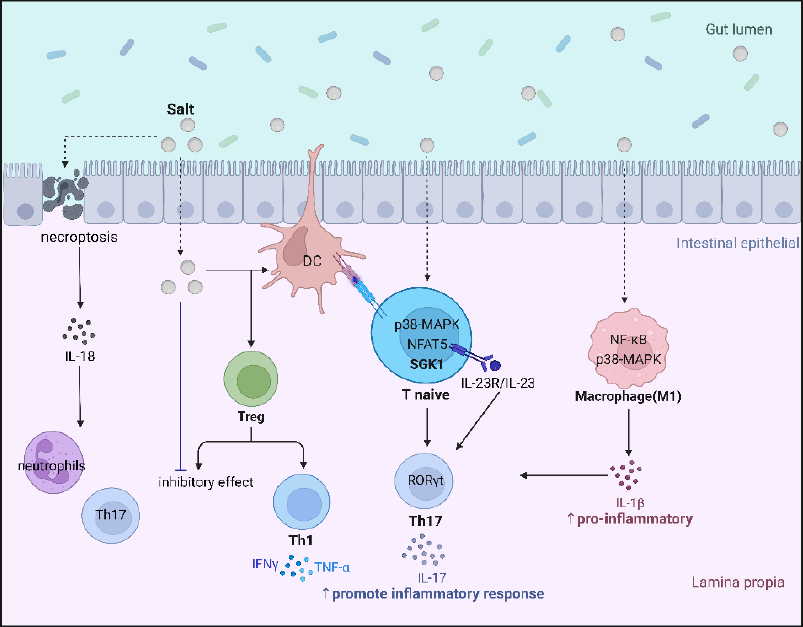 Gut lumen
Salt
necroptosis
Intestinal epithelial
DC
IL-18
p38-MAPK
NFAT5
SGK1
T naive
IL-23R/IL-23
NF-κB
p38-MAPK
Macrophage(M1)
Treg
neutrophils
Th17
inhibitory effect
Th1
IFNγ
TNF-α
RORγt
Th17
IL-17
↑promote inflammatory response
IL-1β
↑pro-inflammatory
Lamina propia